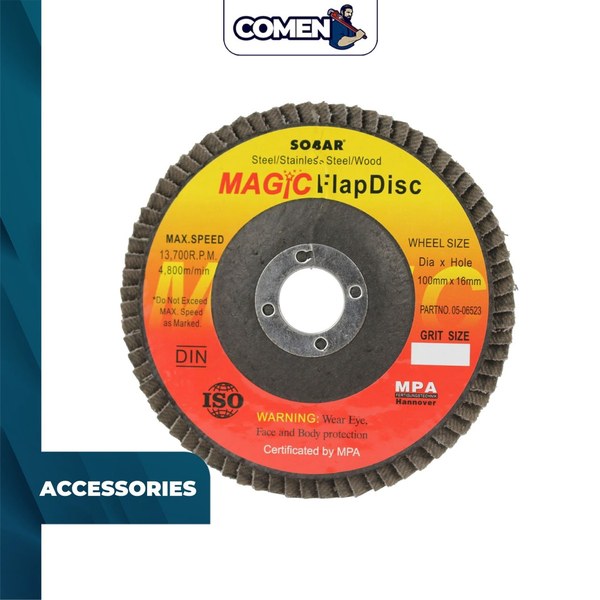 COMEN
SOBAR®
Steel/Stainless Steel/Wood
MAGiC FlapDisc
MAX.SPEED
13,700R.P.M.
4,800m/min
*Do Not Exceed
MAX. Speed
as Marked.
WHEEL SIZE
Dia x Hole
100mm x 16mm
PARTNO. 05-06523
GRIT SIZE
DIN
ISO
MPA
Hannover
WARNING: Wear Eye,
Face and Body protection
Certificated by MPA
ACCESSORIES